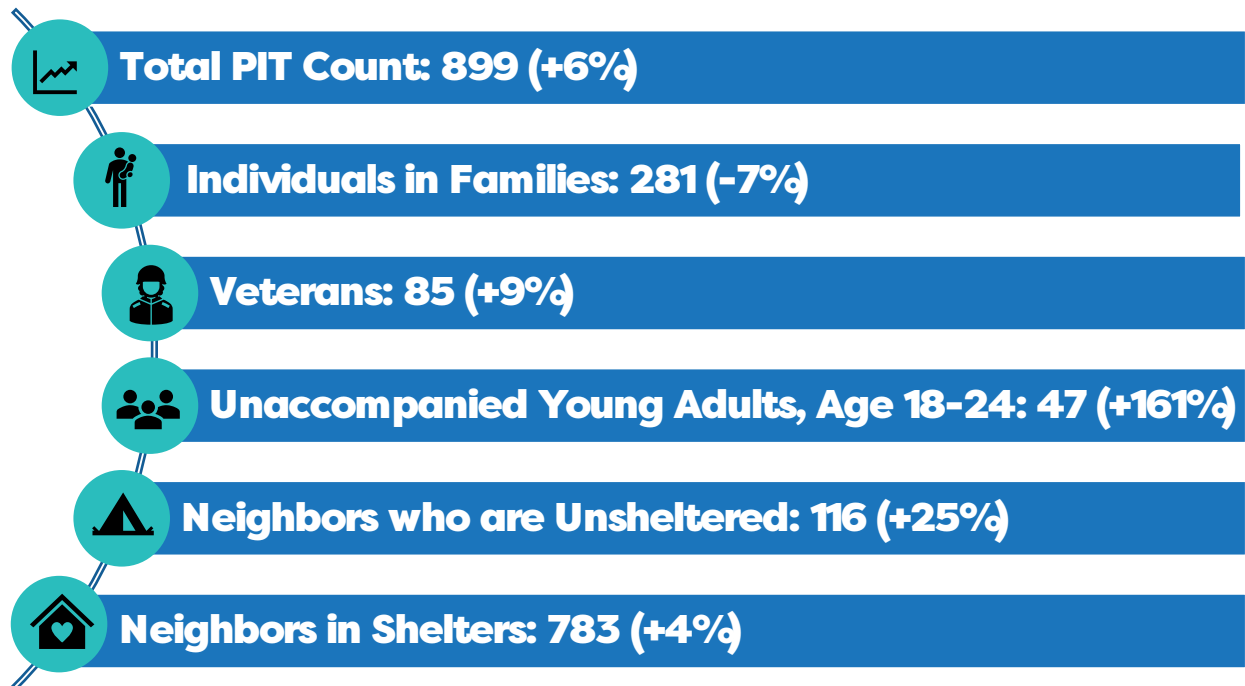 Total PIT Count: 899 (+6%)
Individuals in Families: 281 (-7%)
Veterans: 85 (+9%)
Unaccompanied Young Adults, Age 18-24: 47 (+161%)
Neighbors who are Unsheltered: 116 (+25%)
Neighbors in Shelters: 783 (+4%)